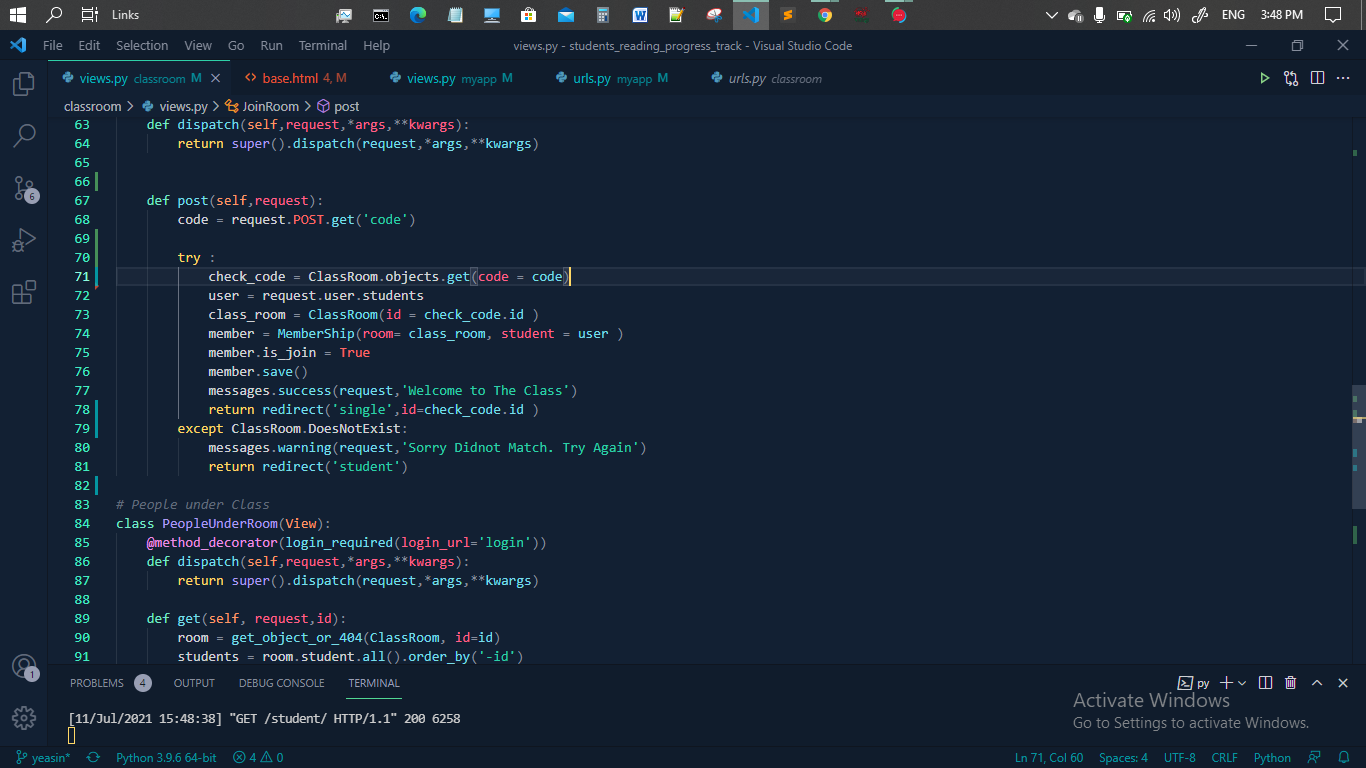 Links
ENG 3:48 PM
File Edit Selection View Go Run Terminal Help
views.py - students_reading_progress_track - Visual Studio Code
views.py classroom M
base.html 4, M
views.py myapp M
urls.py myapp M
urls.py classroom
classroom > views.py > JoinRoom > post
63 def dispatch(self,request,*args,**kwargs):
64 return super().dispatch(request,*args,**kwargs)
65
66
67 def post(self,request):
68 code = request.POST.get('code')
69
70 try :
71 check_code = ClassRoom.objects.get(code = code)
72 user = request.user.students
73 class_room = ClassRoom(id = check_code.id )
74 member = MemberShip(room= class_room, student = user )
75 member.is_join = True
76 member.save()
77 messages.success(request,'Welcome to The Class')
78 return redirect('single',id=check_code.id )
79 except ClassRoom.DoesNotExist:
80 messages.warning(request,'Sorry Didnot Match. Try Again')
81 return redirect('student')
82
83 # People under Class
84 class PeopleUnderRoom(View):
85 @method_decorator(login_required(login_url='login'))
86 def dispatch(self,request,*args,**kwargs):
87 return super().dispatch(request,*args,**kwargs)
88
89 def get(self, request,id):
90 room = get_object_or_404(ClassRoom, id=id)
91 students = room.student.all().order_by('-id')
6
1
PROBLEMS 4 OUTPUT DEBUG CONSOLE TERMINAL
py
[11/Jul/2021 15:48:38] "GET /student/ HTTP/1.1" 200 6258
Activate Windows
Go to Settings to activate Windows.
yeasin* Python 3.9.6 64-bit 4 0
Ln 71, Col 60 Spaces: 4 UTF-8 CRLF Python